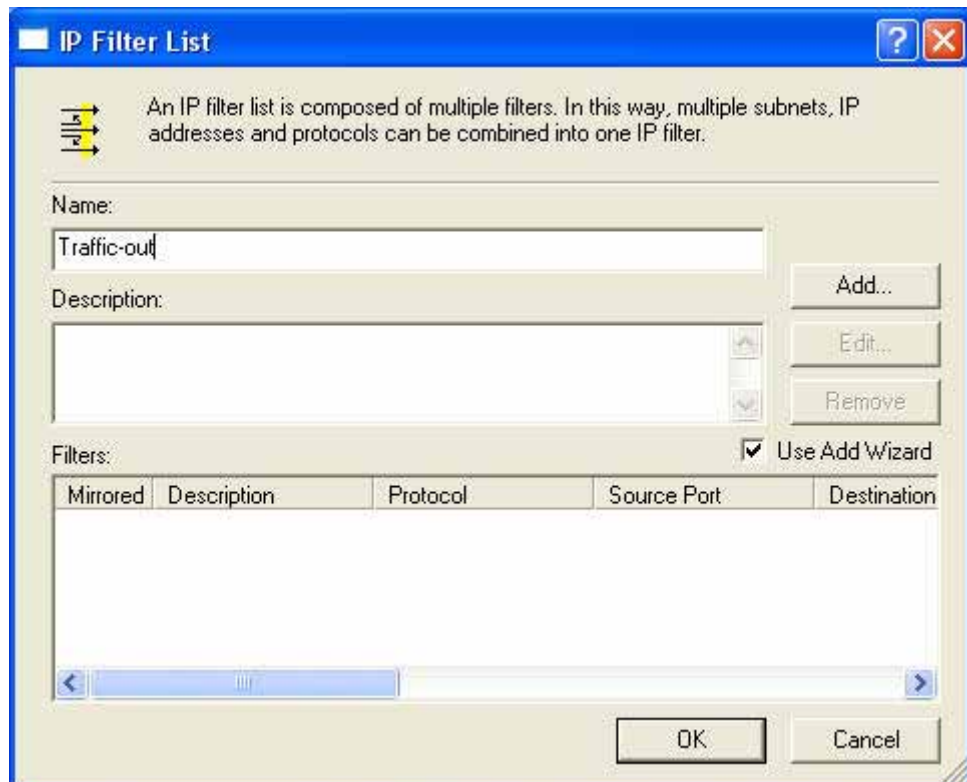 IP Filter List
An IP filter list is composed of multiple filters. In this way, multiple subnets, IP
addresses and protocols can be combined into one IP filter.
Name:
Traffic-out
Add...
Description:
Edit...
Remove
Filters:
Use Add Wizard
Mirrored Description Protocol Source Port Destination
OK Cancel